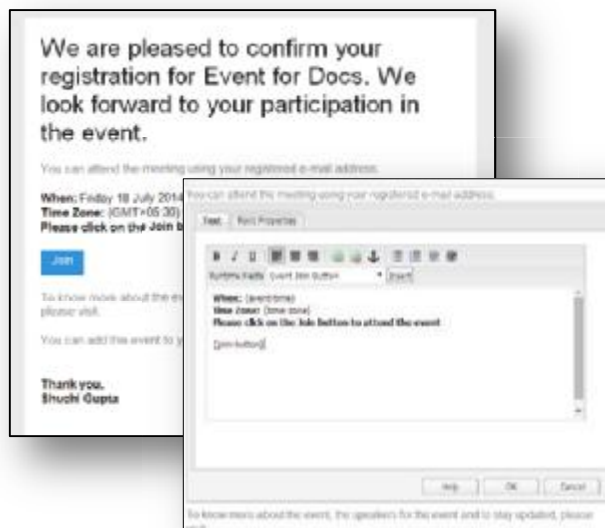 We are pleased to confirm your
registration for Event for Docs. We
look forward to your participation in
the event.
You can attend the meeting using your registered e-mail address.
When: Friday 18 July 2014
Time Zone: (GMT+05:30)
Please click on the Join b
Join
To know more about the ev
please visit.
You can add this event to y
Thank you,
Shuchi Gupta
You can attend the meeting using your registered e-mail address.
Text
Properties
B I U
Runtime Fields Event Join Button Insert
When: {event-time}
Time Zone: {time zone}
Please click on the Join button to attend the event
{join-button}
Help OK Cancel
To know more about the event, the speakers for the event and to stay updated, please
visit.